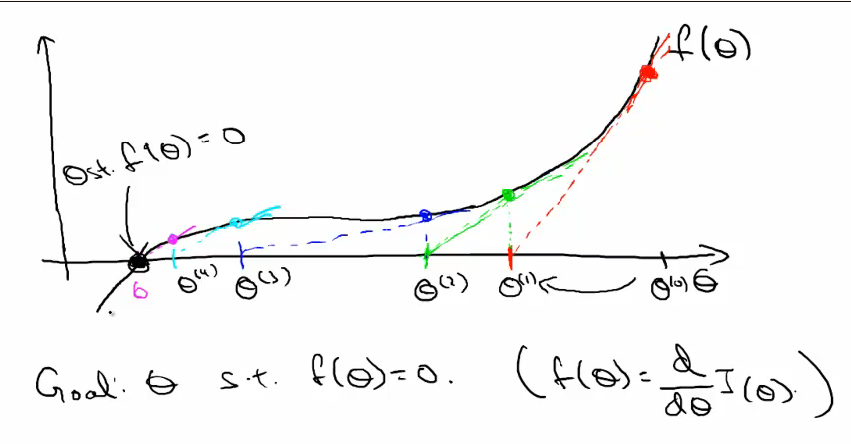 f(θ)
θ s.t. f(θ) = 0
6 θ⁽⁴⁾ θ⁽³⁾ θ⁽²⁾ θ⁽¹⁾ θ⁽⁰⁾ θ
Goal: θ s.t. f(θ)=0. (f(θ)= d/dθ J(θ).)